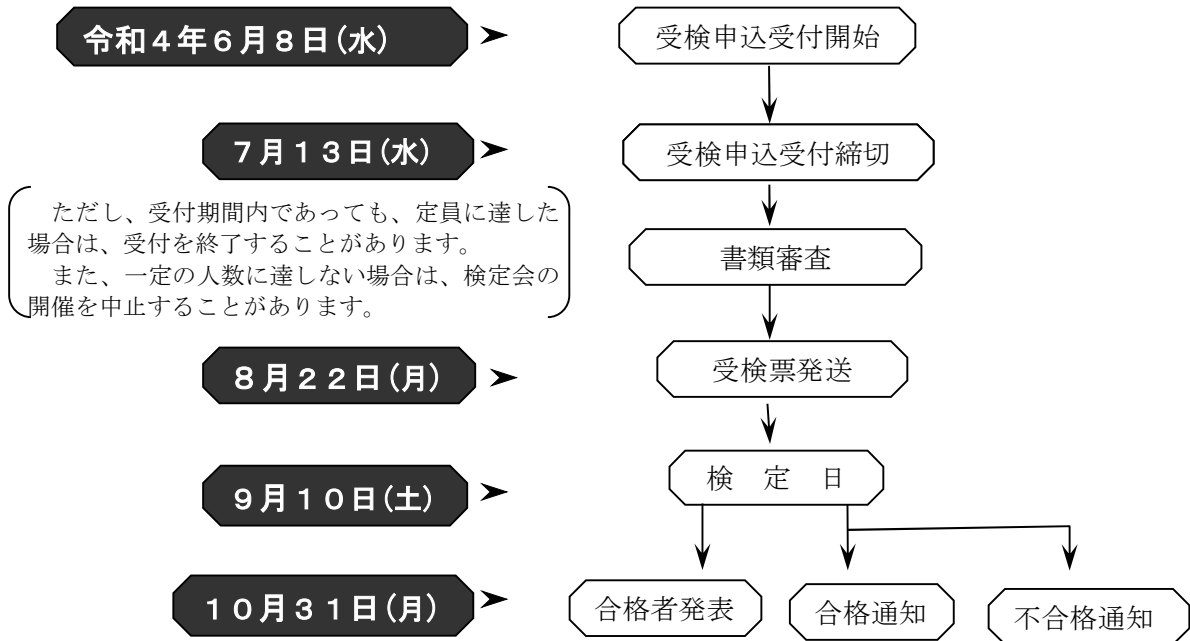 令和４年６月８日(水)
受検申込受付開始
７月１３日(水)
受検申込受付締切
ただし、受付期間内であっても、定員に達した
場合は、受付を終了することがあります。
また、一定の人数に達しない場合は、検定会の
開催を中止することがあります。
書類審査
８月２２日(月)
受検票発送
９月１０日(土)
検　定　日
１０月３１日(月)
合格者発表
合格通知
不合格通知